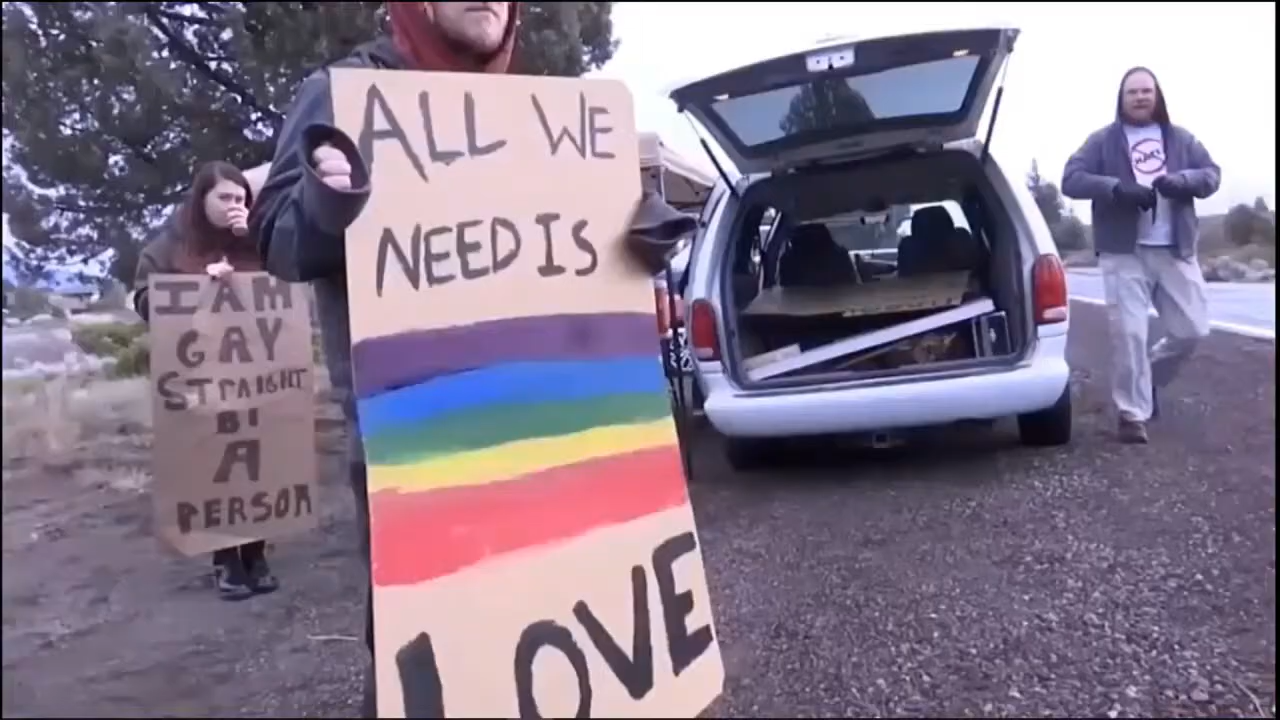 ALL WE
NEED IS
LOVE
I AM
GAY
STRAIGHT
BI
A
PERSON